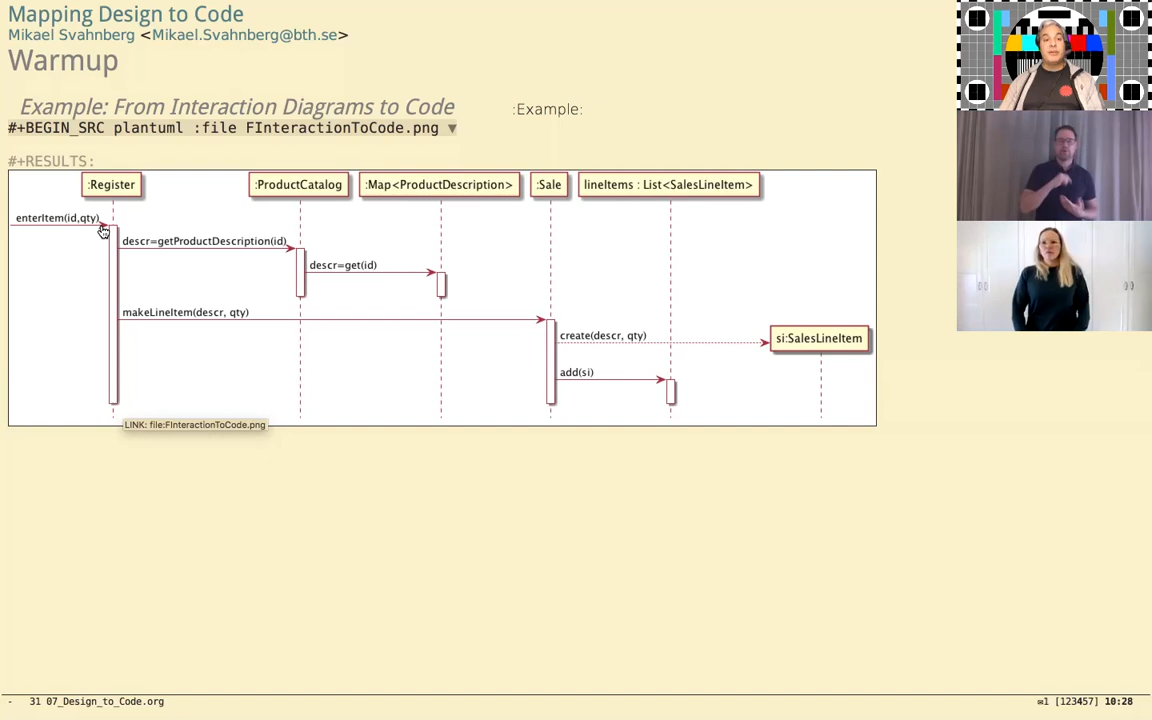 Mapping Design to Code
Mikael Svahnberg <Mikael.Svahnberg@bth.se>
Warmup
Example: From Interaction Diagrams to Code :Example:
#+BEGIN_SRC plantuml :file FInteractionToCode.png ▼
#+RESULTS:
:Register :ProductCatalog :Map<ProductDescription> :Sale lineItems : List<SalesLineItem>
enterItem(id,qty)
descr=getProductDescription(id)
descr=get(id)
makeLineItem(descr, qty)
create(descr, qty) si:SalesLineItem
add(si)
LINK: file:FInteractionToCode.png
- 31 07_Design_to_Code.org ✉1 [123457] 10:28